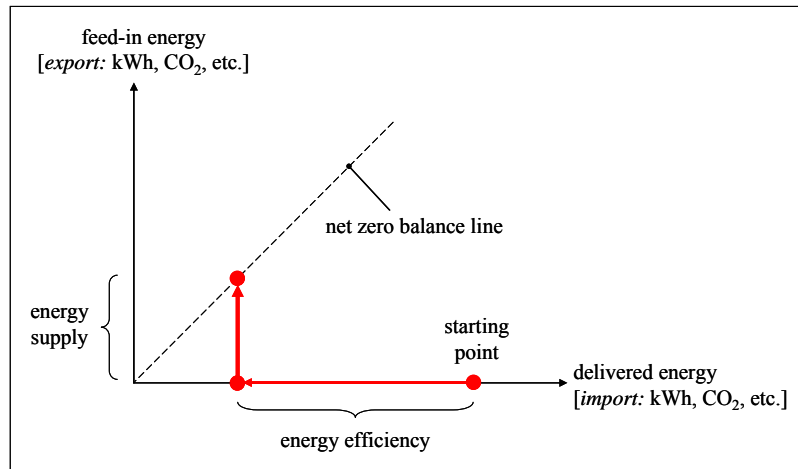 feed-in energy
[export: kWh, CO₂, etc.]
net zero balance line
energy
supply
starting
point
delivered energy
[import: kWh, CO₂, etc.]
energy efficiency